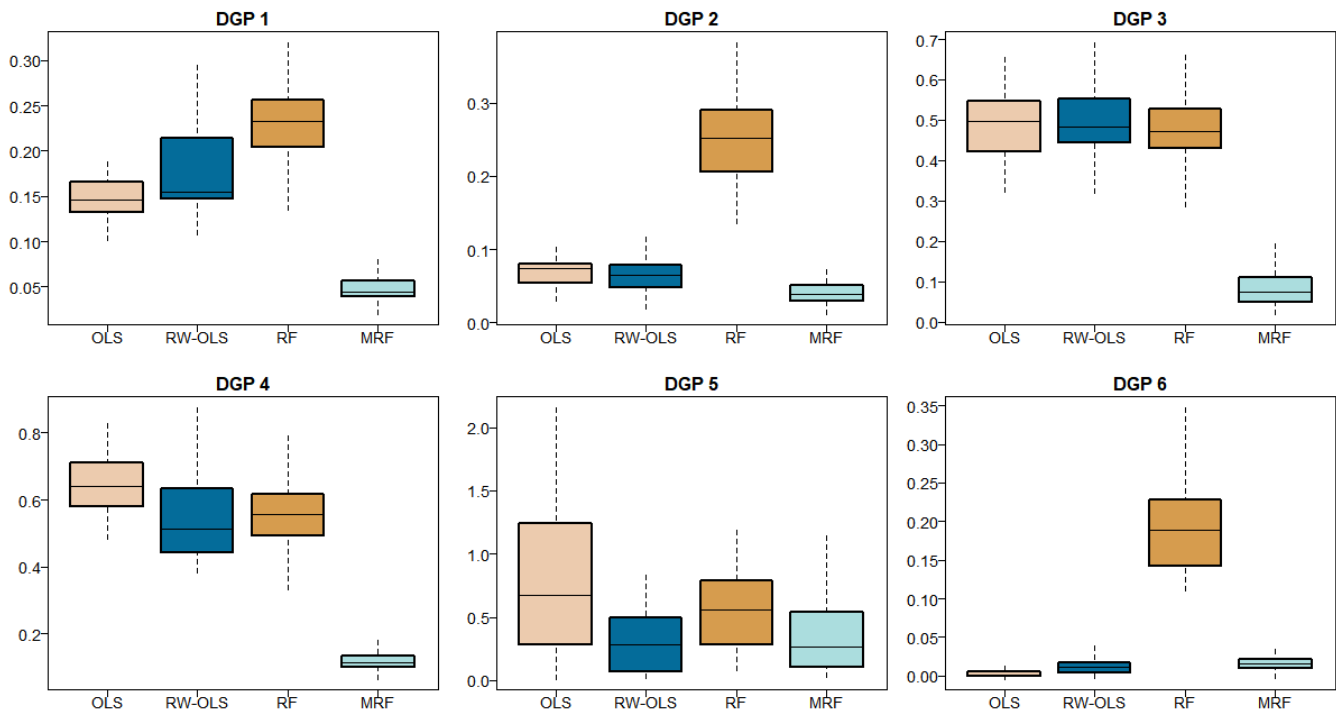 DGP 1
0.30
0.25
0.20
0.15
0.10
0.05
OLS RW-OLS RF MRF
DGP 2
0.3
0.2
0.1
0.0
OLS RW-OLS RF MRF
DGP 3
0.7
0.6
0.5
0.4
0.3
0.2
0.1
0.0
OLS RW-OLS RF MRF
DGP 4
0.8
0.6
0.4
0.2
OLS RW-OLS RF MRF
DGP 5
2.0
1.5
1.0
0.5
0.0
OLS RW-OLS RF MRF
DGP 6
0.35
0.30
0.25
0.20
0.15
0.10
0.05
0.00
OLS RW-OLS RF MRF